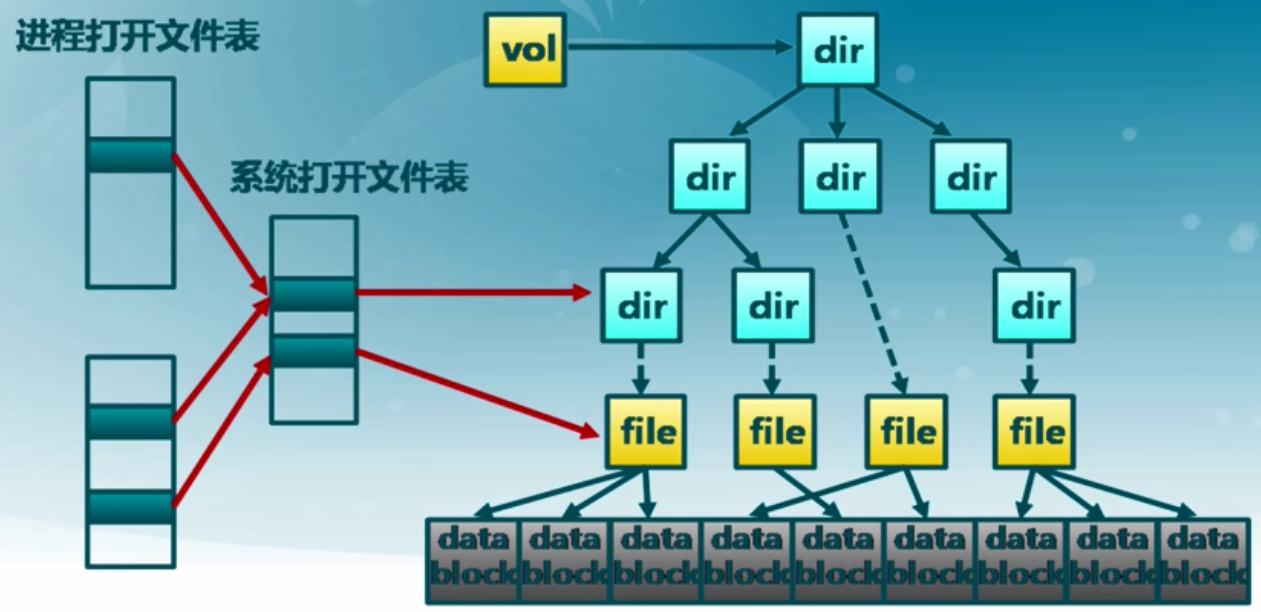 进程打开文件表
vol
dir
系统打开文件表
dir
dir
dir
dir
dir
dir
file
file
file
file
data block
data block
data block
data block
data block
data block
data block
data block
data block